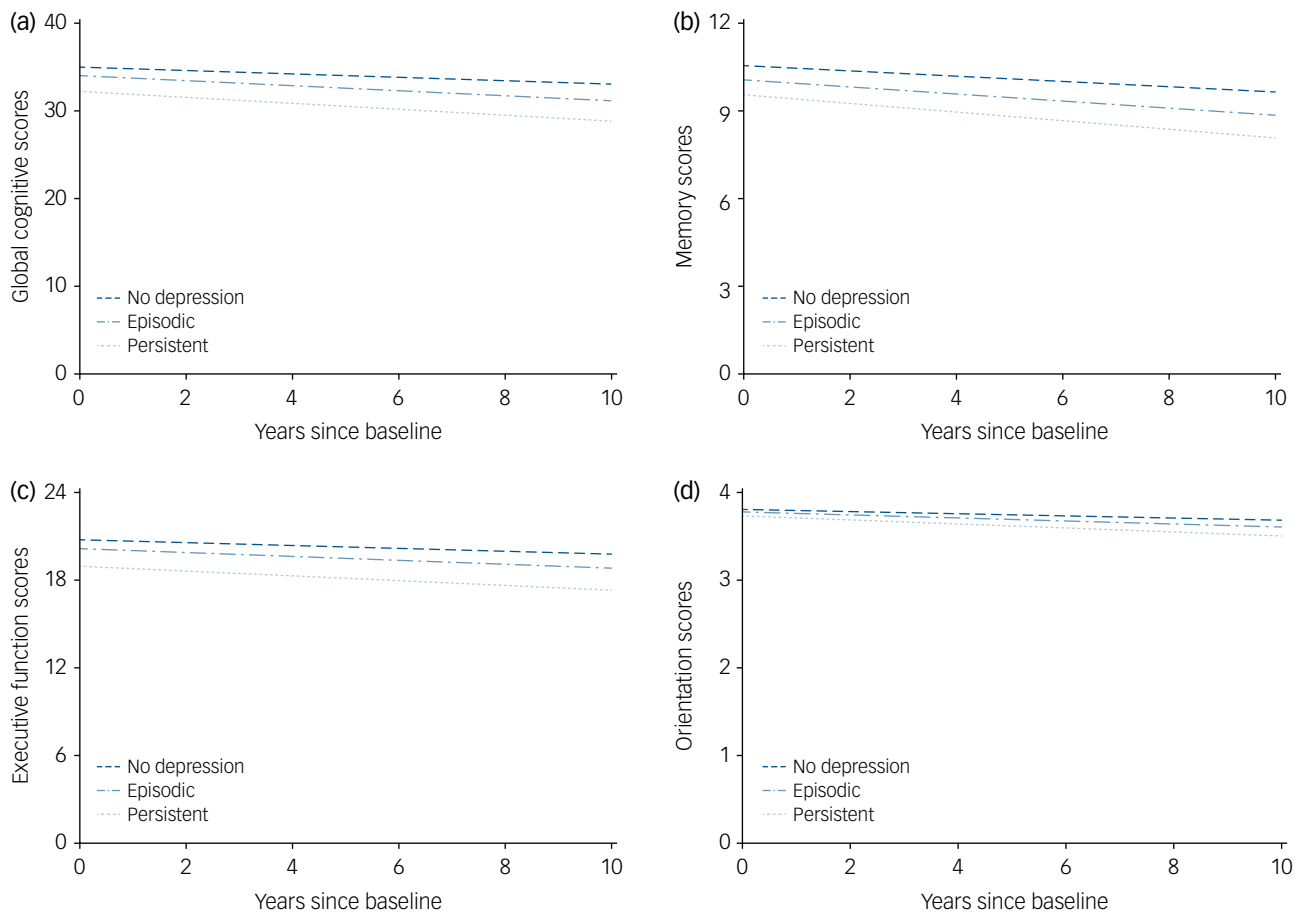 (a)
40
30
20
10
0
Global cognitive scores
No depression
Episodic
Persistent
0 2 4 6 8 10
Years since baseline
(b)
12
9
6
3
0
Memory scores
No depression
Episodic
Persistent
0 2 4 6 8 10
Years since baseline
(c)
24
18
12
6
0
Executive function scores
No depression
Episodic
Persistent
0 2 4 6 8 10
Years since baseline
(d)
4
3
2
1
0
Orientation scores
No depression
Episodic
Persistent
0 2 4 6 8 10
Years since baseline